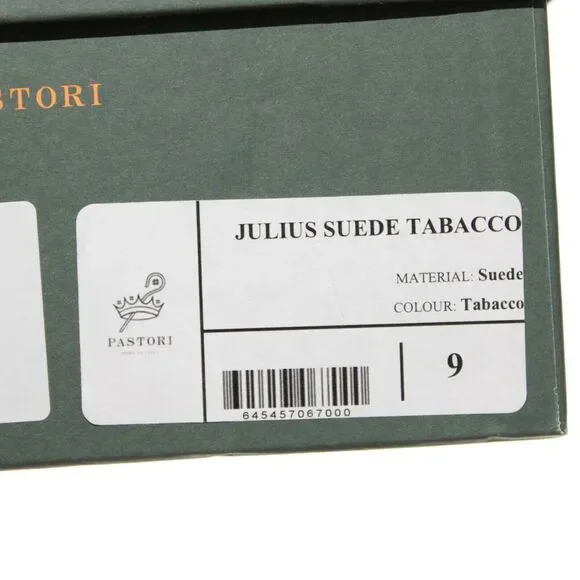 STORI
JULIUS SUEDE TABACCO
MATERIAL: Suede
COLOUR: Tabacco
PASTORI
9
645457067000